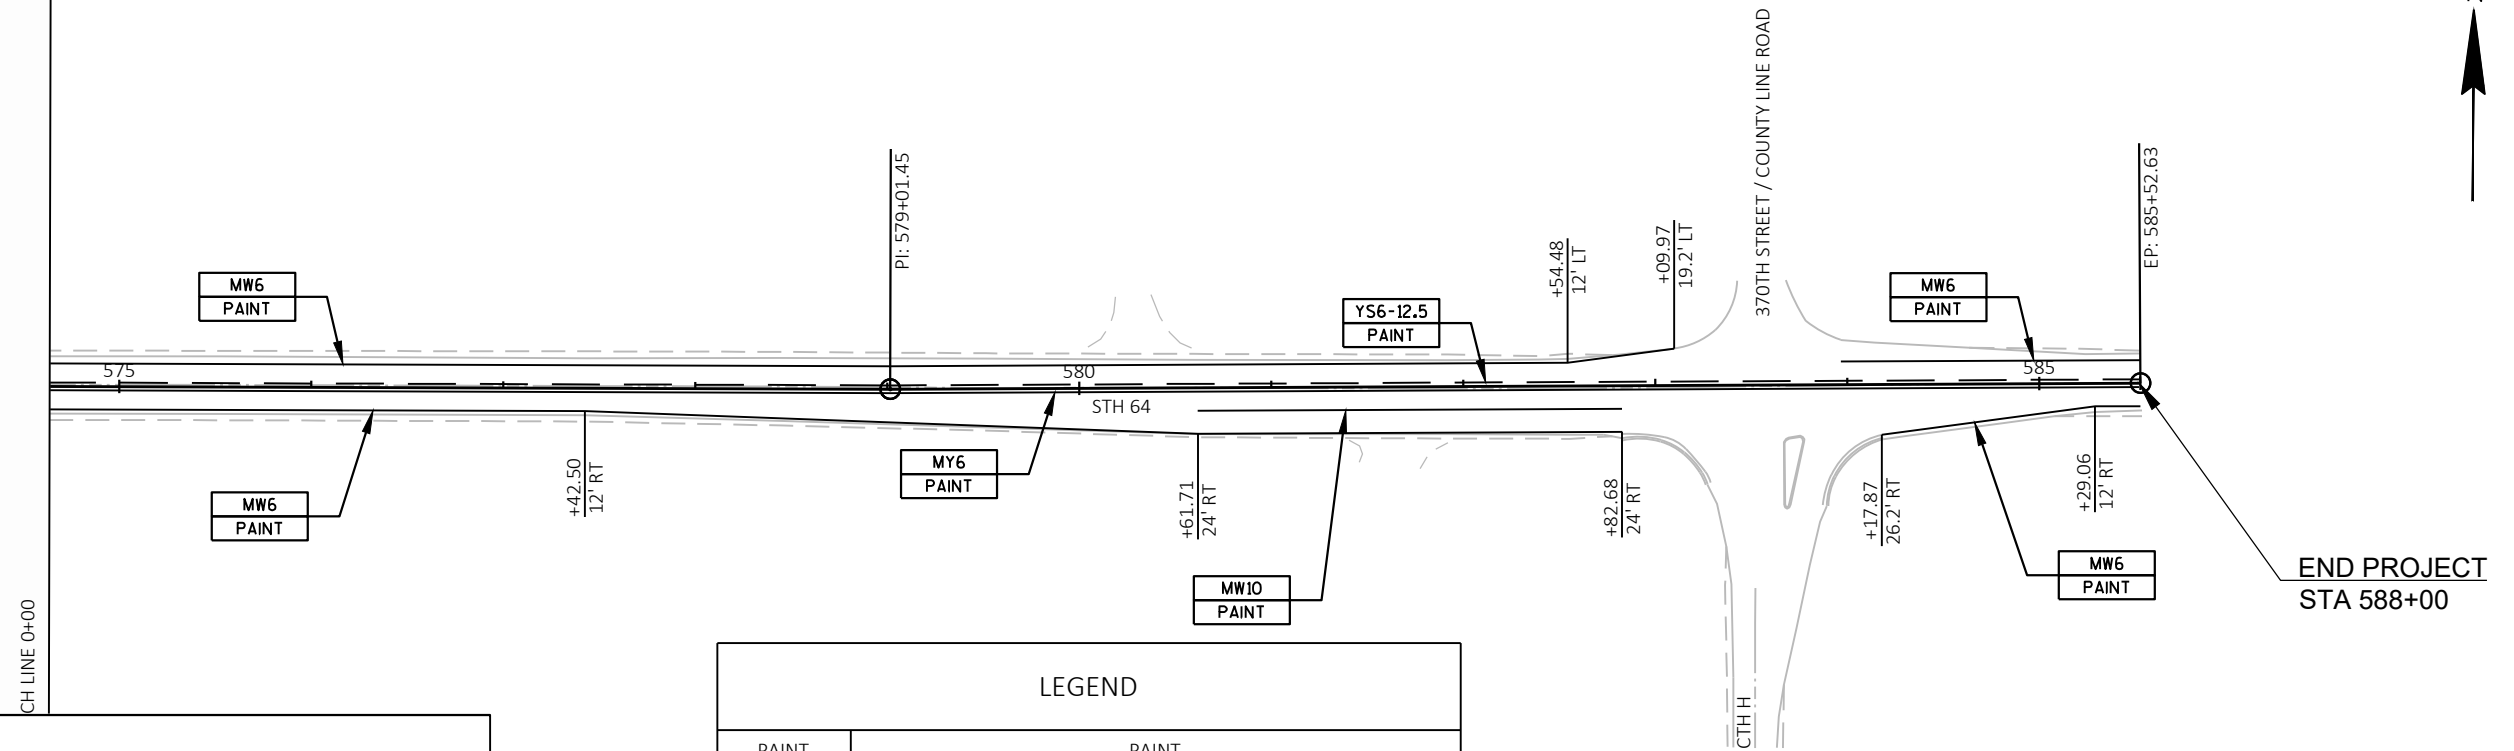 370TH STREET / COUNTY LINE ROAD
PI: 579+01.45
EP: 585+52.63
+54.48
12' LT
+09.97
19.2' LT
MW6
PAINT
YS6-12.5
PAINT
MW6
PAINT
575
580
585
STH 64
MY6
PAINT
MW6
PAINT
+42.50
12' RT
+61.71
24' RT
+82.68
24' RT
+17.87
26.2' RT
+29.06
12' RT
MW10
PAINT
MW6
PAINT
END PROJECT
STA 588+00
CH LINE 0+00
LEGEND
CTH H
PAINT
PAINT